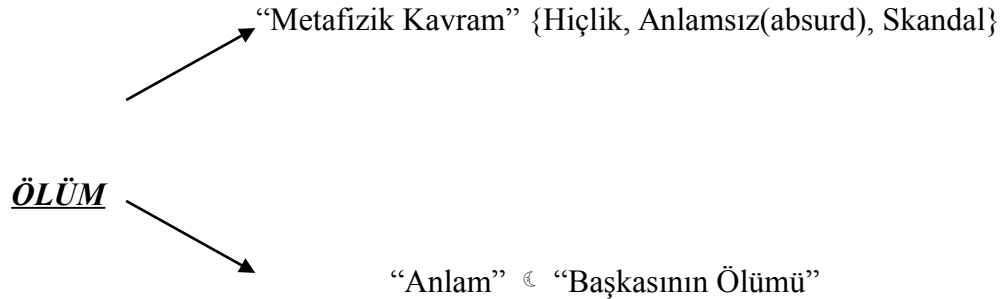 “Metafizik Kavram” {Hiçlik, Anlamsız(absurd), Skandal}
ÖLÜM
“Anlam” ☾ “Başkasının Ölümü”